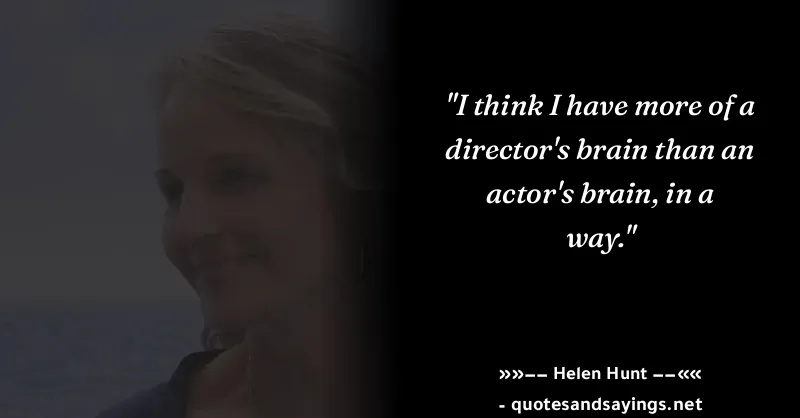 "I think I have more of a
director's brain than an
actor's brain, in a
way."
»»-- Helen Hunt --««
- quotesandsayings.net